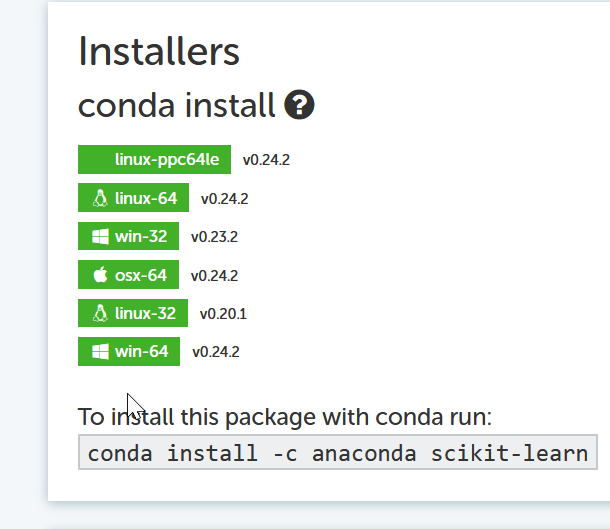 Installers
conda install ?
linux-ppc64le v0.24.2
linux-64 v0.24.2
win-32 v0.23.2
osx-64 v0.24.2
linux-32 v0.20.1
win-64 v0.24.2
To install this package with conda run:
conda install -c anaconda scikit-learn